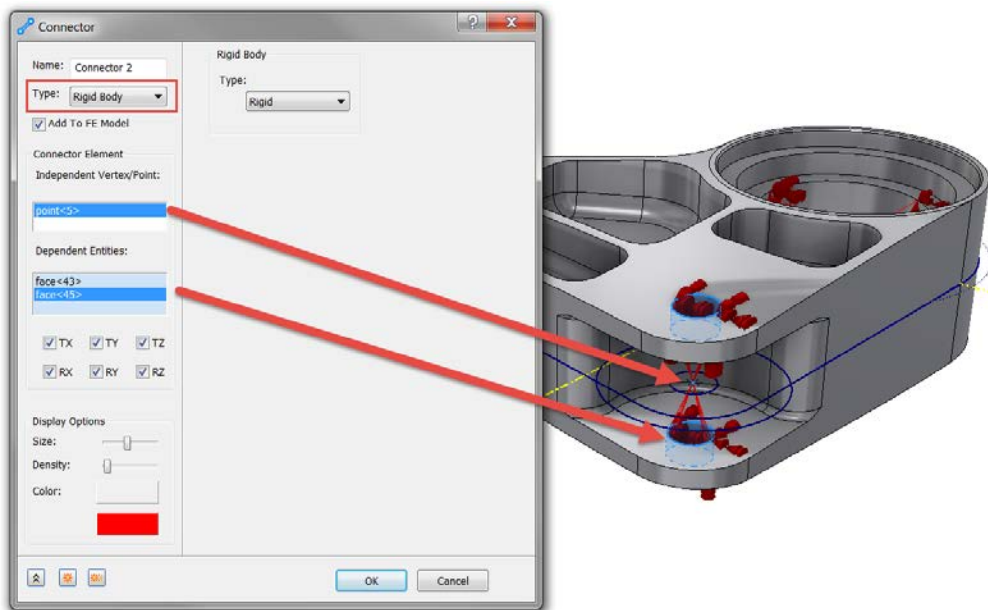 Connector
?
X
Name: Connector 2
Type: Rigid Body
Add To FE Model
Connector Element
Independent Vertex/Point:
point<5>
Dependent Entities:
face<43>
face<45>
TX TY TZ
RX RY RZ
Display Options
Size:
Density:
Color:
Rigid Body
Type:
Rigid
OK Cancel